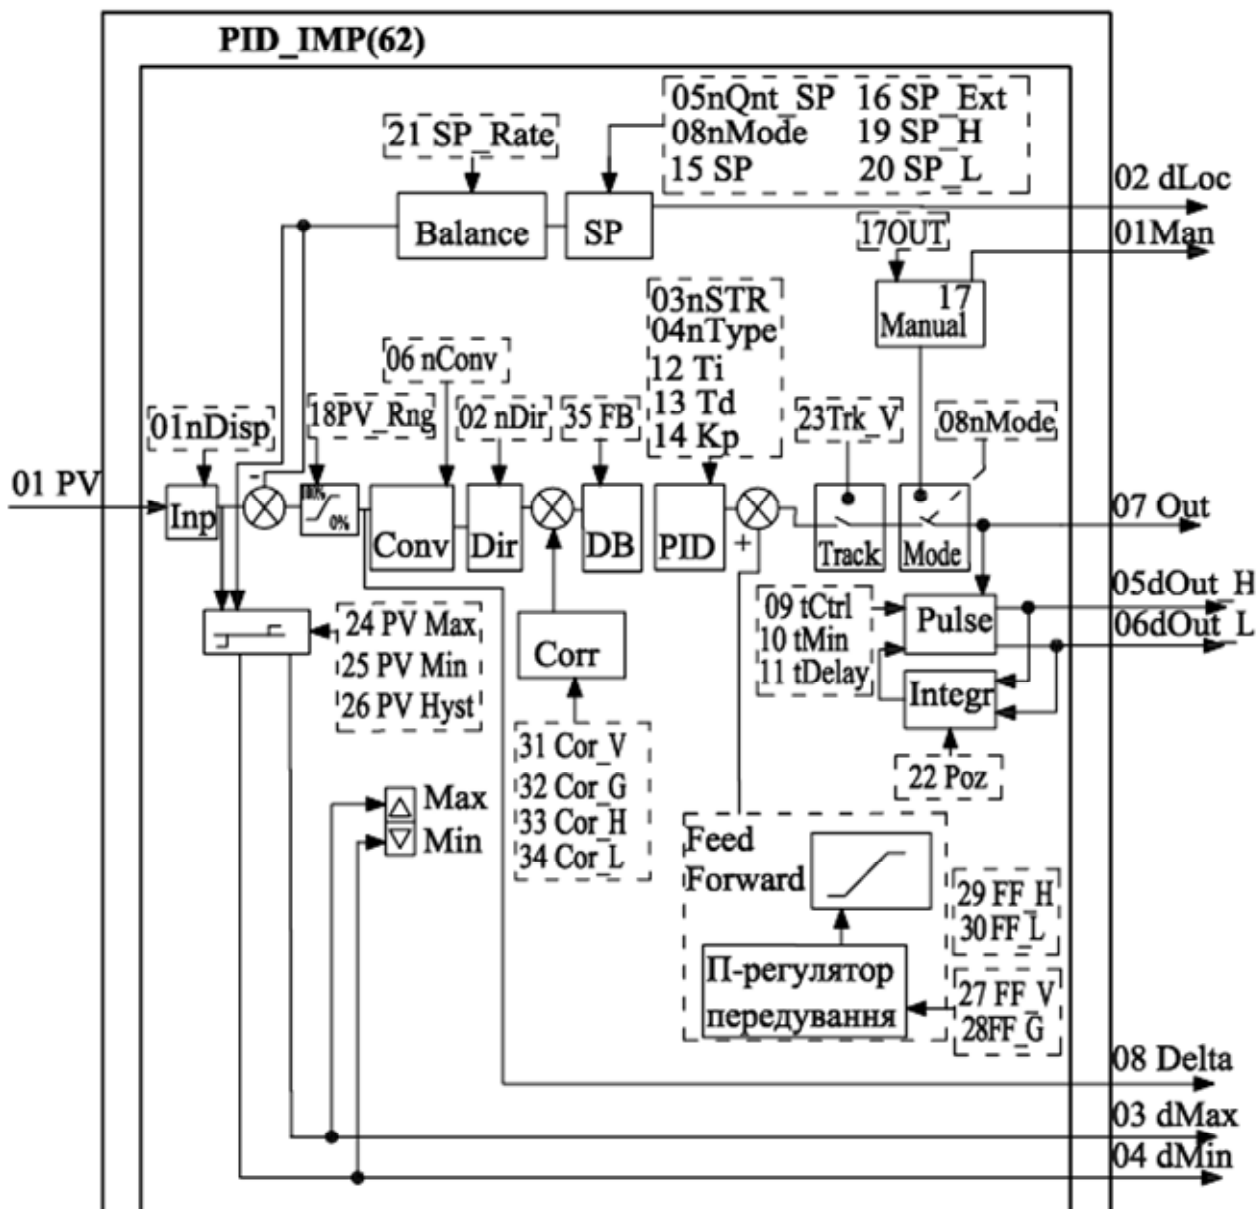 PID_IMP(62)
05nQnt_SP 16 SP_Ext
08nMode 19 SP_H
15 SP 20 SP_L
21 SP_Rate
02 dLoc
Balance
SP
17OUT
01Man
17
Manual
03nSTR
04nType
12 Ti
13 Td
14 Kp
06 nConv
01nDisp
18PV_Rng
02 nDir
35 FB
23Trk_V
08nMode
01 PV
-
Inp
100%
0%
Conv
Dir
DB
PID
+
Track
Mode
07 Out
05dOut_H
06dOut_L
09 tCtrl
10 tMin
11 tDelay
Pulse
Integr
22 Poz
24 PV Max
25 PV Min
26 PV Hyst
Corr
31 Cor_V
32 Cor_G
33 Cor_H
34 Cor_L
Max
Min
Feed
Forward
29 FF_H
30 FF_L
П-регулятор
передування
27 FF_V
28FF_G
08 Delta
03 dMax
04 dMin